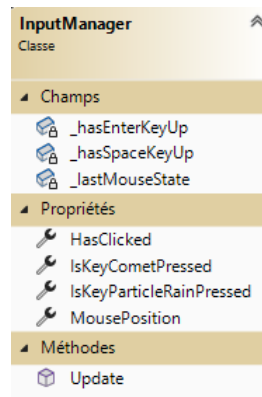 InputManager
Classe
Champs
_hasEnterKeyUp
_hasSpaceKeyUp
_lastMouseState
Propriétés
HasClicked
IsKeyCometPressed
IsKeyParticleRainPressed
MousePosition
Méthodes
Update